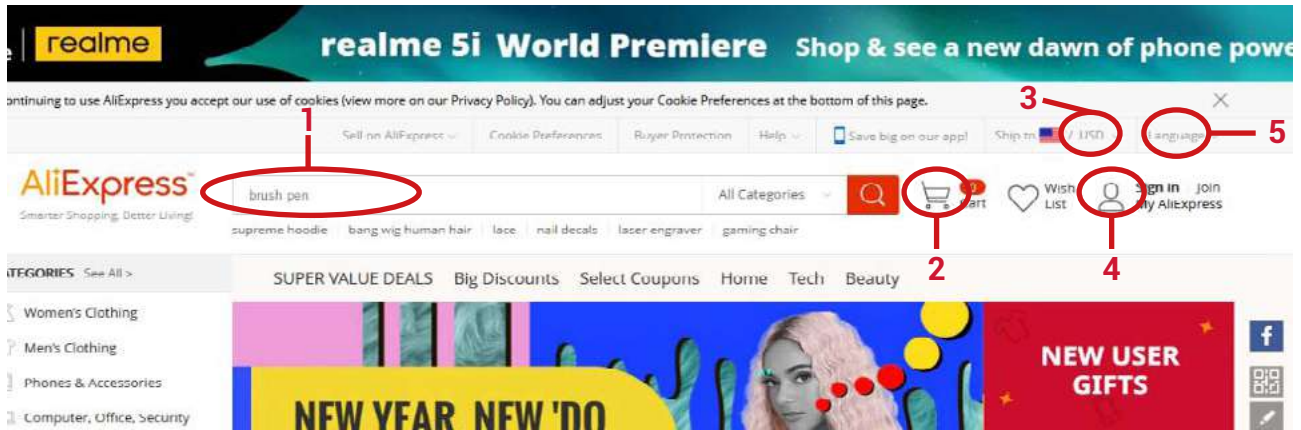 realme
realme 5i World Premiere Shop & see a new dawn of phone powe
ontinuing to use AliExpress you accept our use of cookies (view more on our Privacy Policy). You can adjust your Cookie Preferences at the bottom of this page.
1
3
Sell on AliExpress
Cookie Preferences
Buyer Protection
Help
Save big on our app!
Ship to / USD
Language
5
AliExpress
Smarter Shopping, Better Living!
brush pen
All Categories
0
Cart
Wish List
Sign in Join
My AliExpress
supreme hoodie bang wig human hair lace nail decals laser engraver gaming chair
2
4
ATEGORIES See All >
SUPER VALUE DEALS Big Discounts Select Coupons Home Tech Beauty
Women's Clothing
Men's Clothing
Phones & Accessories
Computer, Office, Security
NEW YEAR, NEW 'DO
NEW USER
GIFTS
f